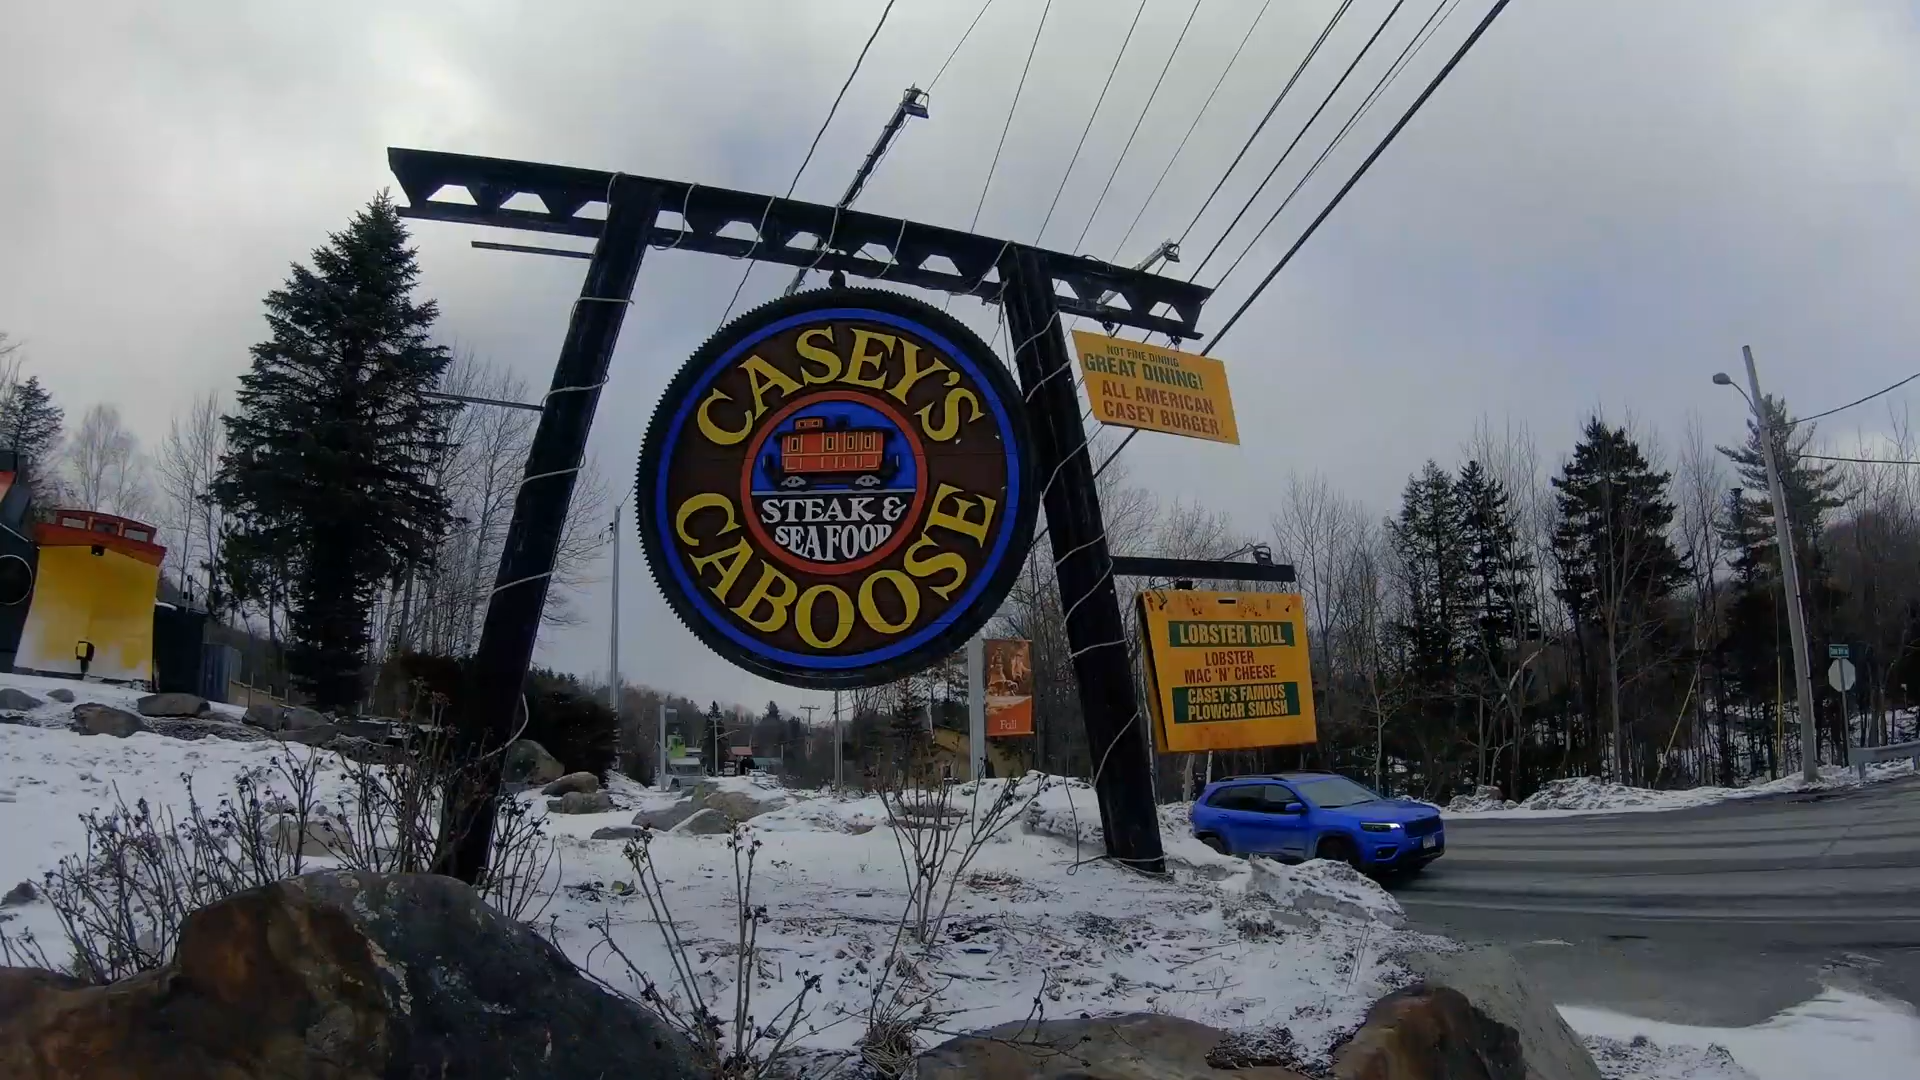 CASEY'S
CABOOSE
STEAK &
SEAFOOD
NOT FINE DINING
GREAT DINING!
ALL AMERICAN
CASEY BURGER
LOBSTER ROLL
LOBSTER
MAC 'N' CHEESE
CASEY'S FAMOUS
PLOWCAR SMASH
Fall